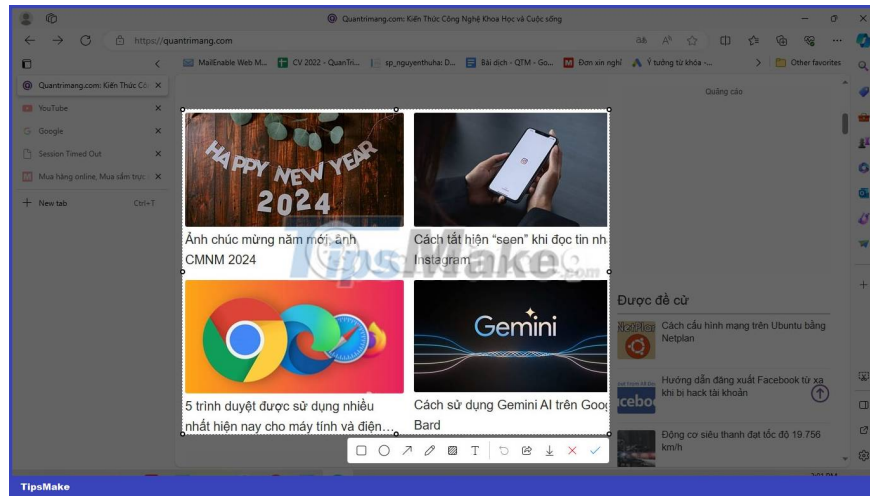 Quantrimang.com: Kiến Thức Công Nghệ Khoa Học và Cuộc sống
https://quantrimang.com
MailEnable Web M...
CV 2022 - QuanTri...
sp_nguyenthuha: D...
Bài dịch - QTM - Go...
Đơn xin nghỉ
Ý tưởng từ khóa -...
Other favorites
Quantrimang.com: Kiến Thức Cô
YouTube
Google
Session Timed Out
Mua hàng online, Mua sắm trực
New tab
Ctrl+T
Quảng cáo
HAPPY NEW YEAR
2024
Ảnh chúc mừng năm mới, ảnh
CMNM 2024
Cách tắt hiện “seen” khi đọc tin nh
Instagram
TipsMake.com
Gemini
5 trình duyệt được sử dụng nhiều
nhất hiện nay cho máy tính và điện...
Cách sử dụng Gemini AI trên Goog
Bard
Được đề cử
Netplan
Cách cấu hình mạng trên Ubuntu bằng
Netplan
Hướng dẫn đăng xuất Facebook từ xa
khi bị hack tài khoản
Động cơ siêu thanh đạt tốc độ 19.756
km/h
T
TipsMake